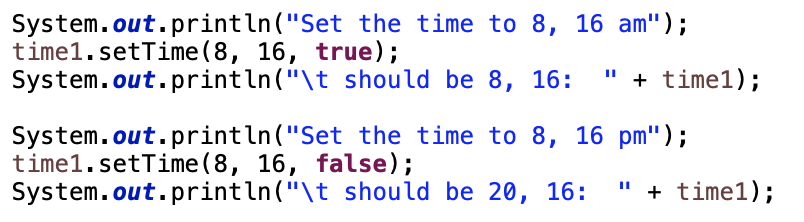 System.out.println("Set the time to 8, 16 am");
time1.setTime(8, 16, true);
System.out.println("\t should be 8, 16:  " + time1);
System.out.println("Set the time to 8, 16 pm");
time1.setTime(8, 16, false);
System.out.println("\t should be 20, 16:  " + time1);